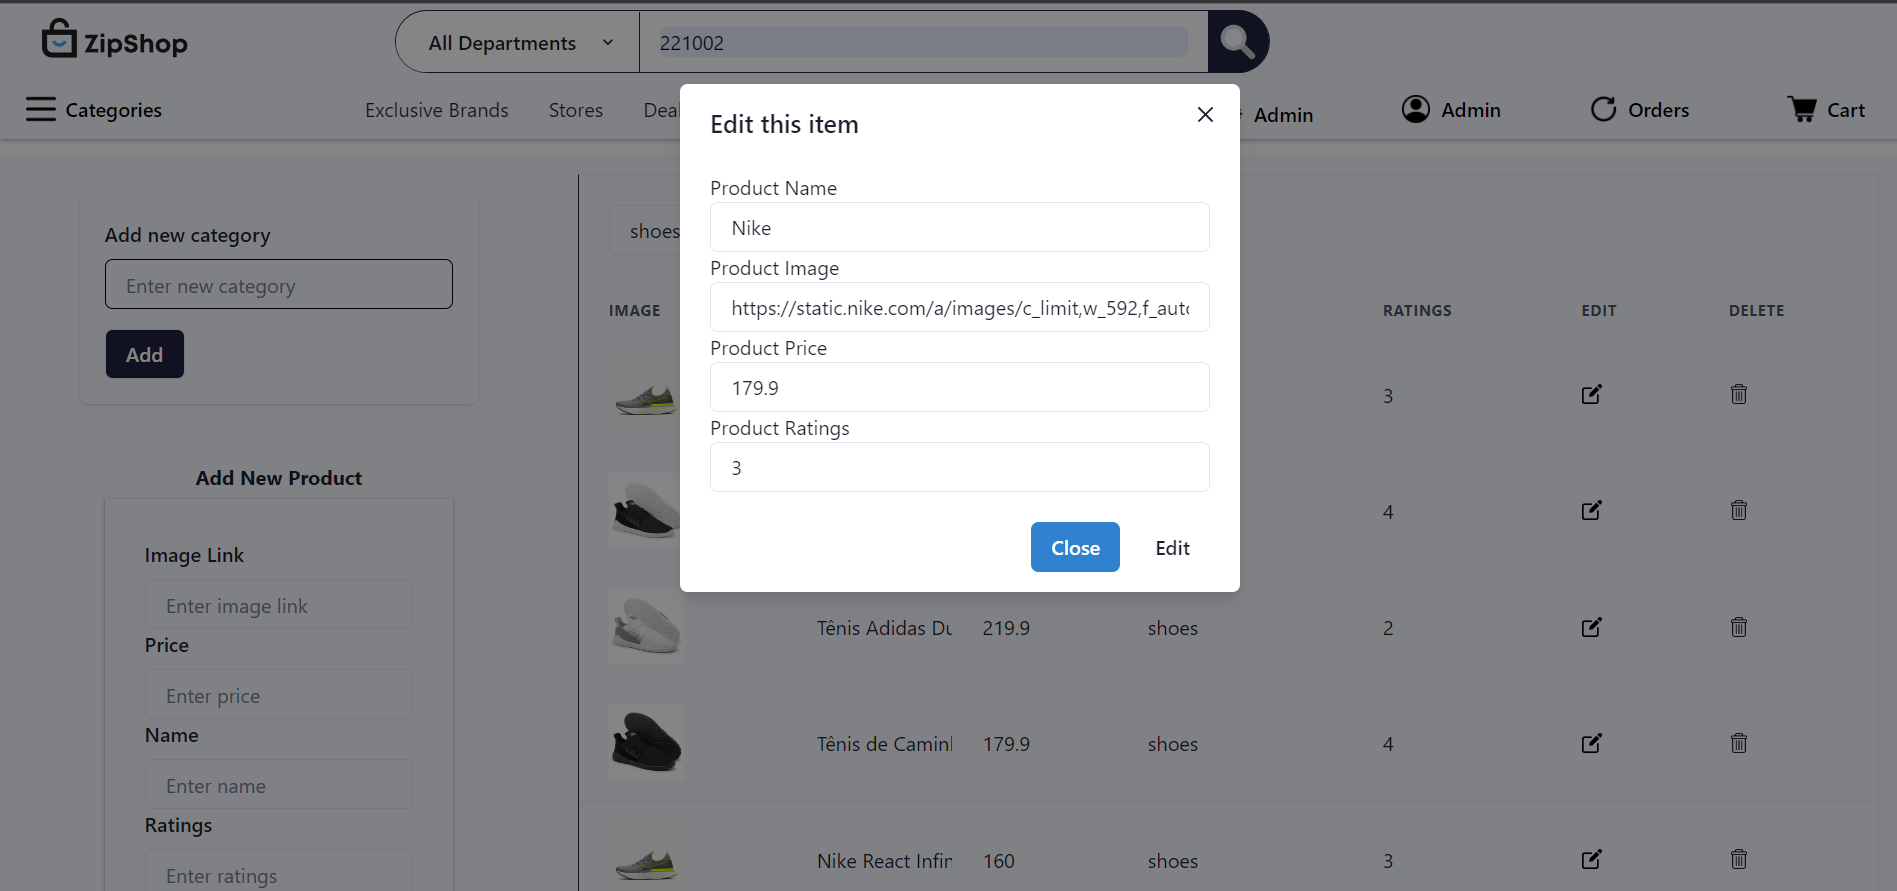 ZipShop
All Departments
221002
Categories
Exclusive Brands
Stores
Deal
Admin
Admin
Orders
Cart
Edit this item
Product Name
Nike
Product Image
https://static.nike.com/a/images/c_limit,w_592,f_auto
Product Price
179.9
Product Ratings
3
Close
Edit
Add new category
Enter new category
Add
Add New Product
Image Link
Enter image link
Price
Enter price
Name
Enter name
Ratings
Enter ratings
shoes
IMAGE RATINGS EDIT DELETE
3
4
Tênis Adidas Du 219.9 shoes 2
Tênis de Camin 179.9 shoes 4
Nike React Infin 160 shoes 3